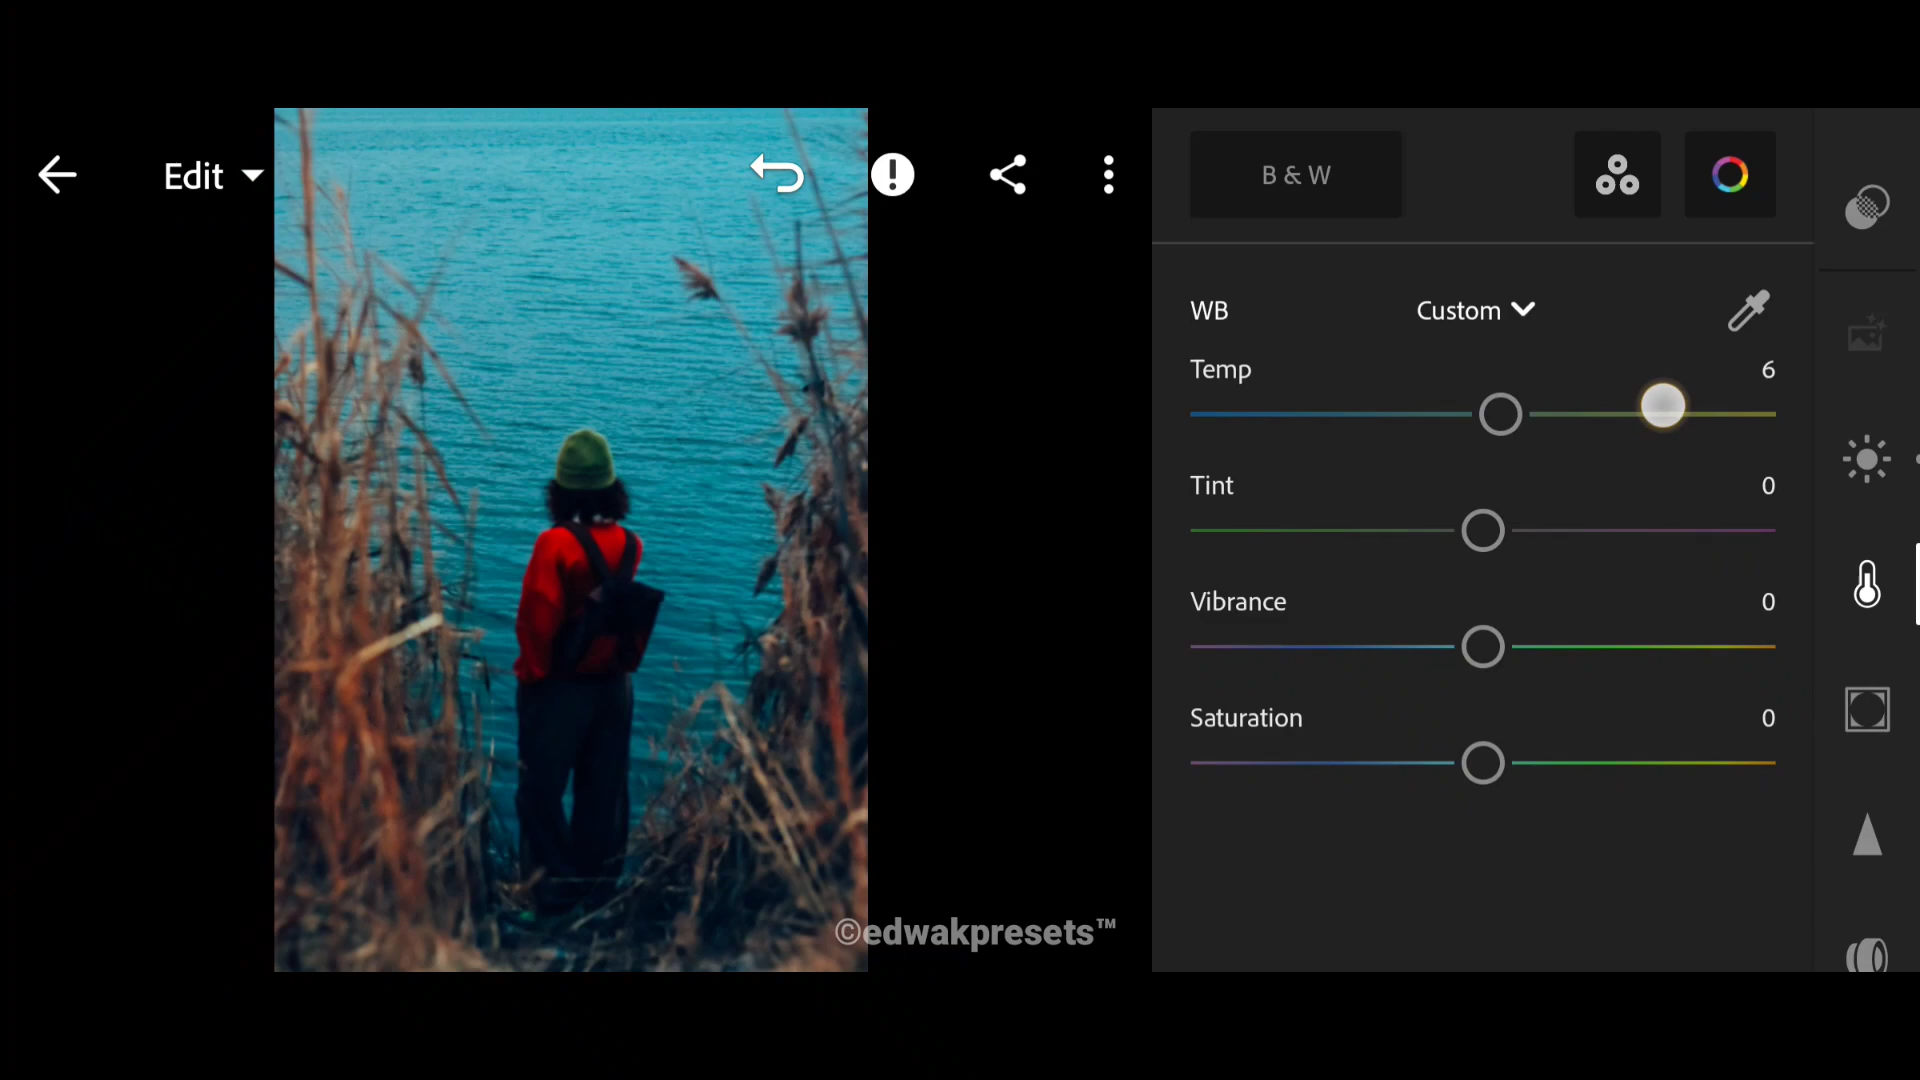 Edit
B & W
WB Custom
Temp 6
Tint 0
Vibrance 0
Saturation 0
©edwakpresets™